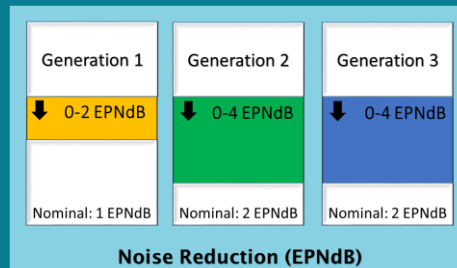 Generation 1
0-2 EPNdB
Nominal: 1 EPNdB
Generation 2
0-4 EPNdB
Nominal: 2 EPNdB
Generation 3
0-4 EPNdB
Nominal: 2 EPNdB
Noise Reduction (EPNdB)